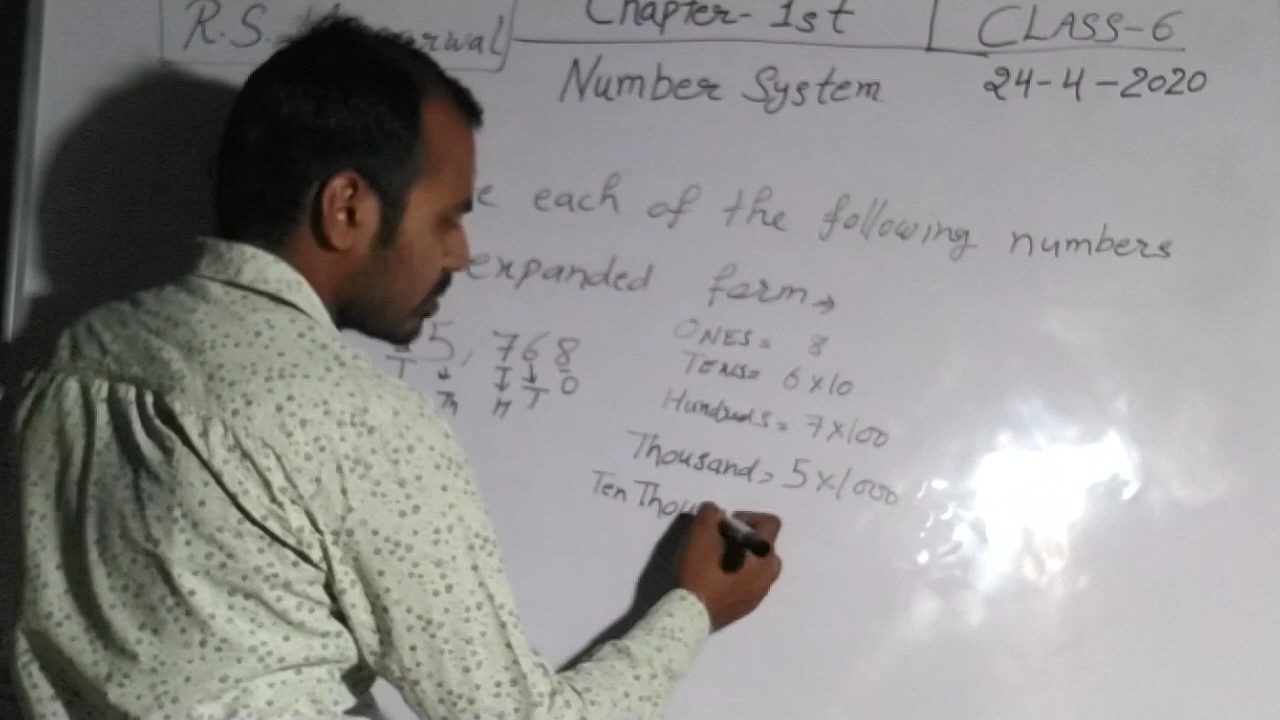 R.S.
Chapter- 1st
CLASS-6
Number System
24-4-2020
each of the following numbers
expanded form→
5,768
T Th H T O
ONES = 8
TENS= 6×10
Hundreds = 7×100
Thousand = 5×1000
Ten Thou